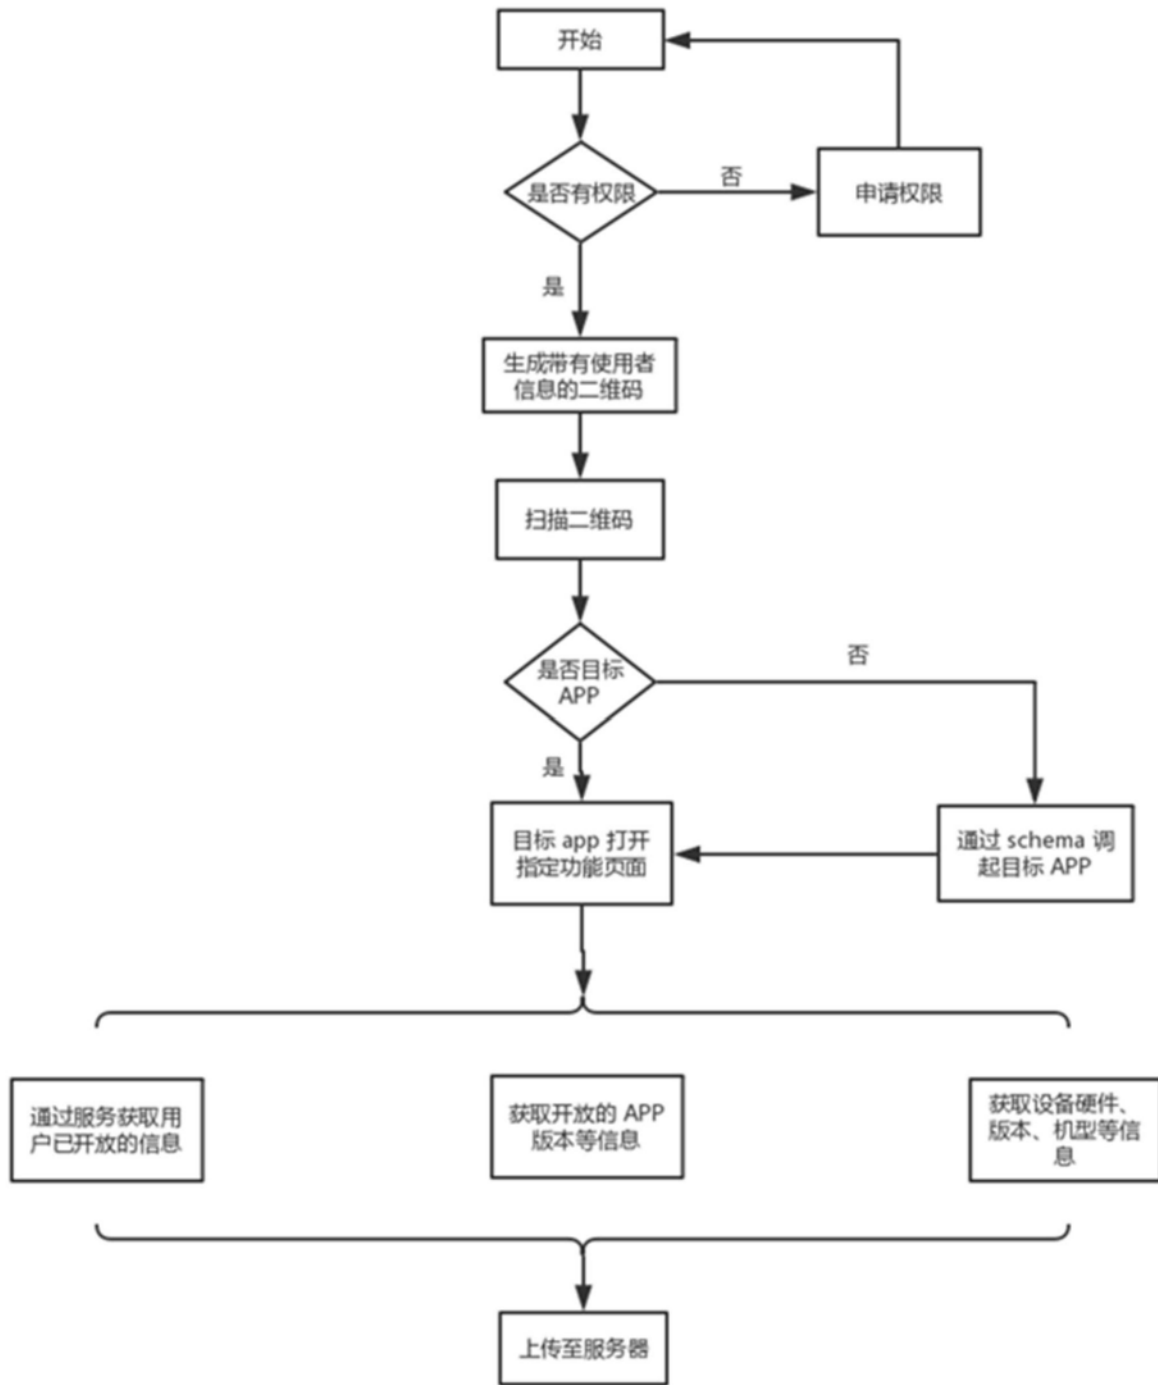 开始
是否有权限
否
申请权限
是
生成带有使用者
信息的二维码
扫描二维码
是否目标
APP
否
是
目标 app 打开
指定功能页面
通过 schema 调
起目标 APP
通过服务获取用
户已开放的信息
获取开放的 APP
版本等信息
获取设备硬件、
版本、机型等信
息
上传至服务器